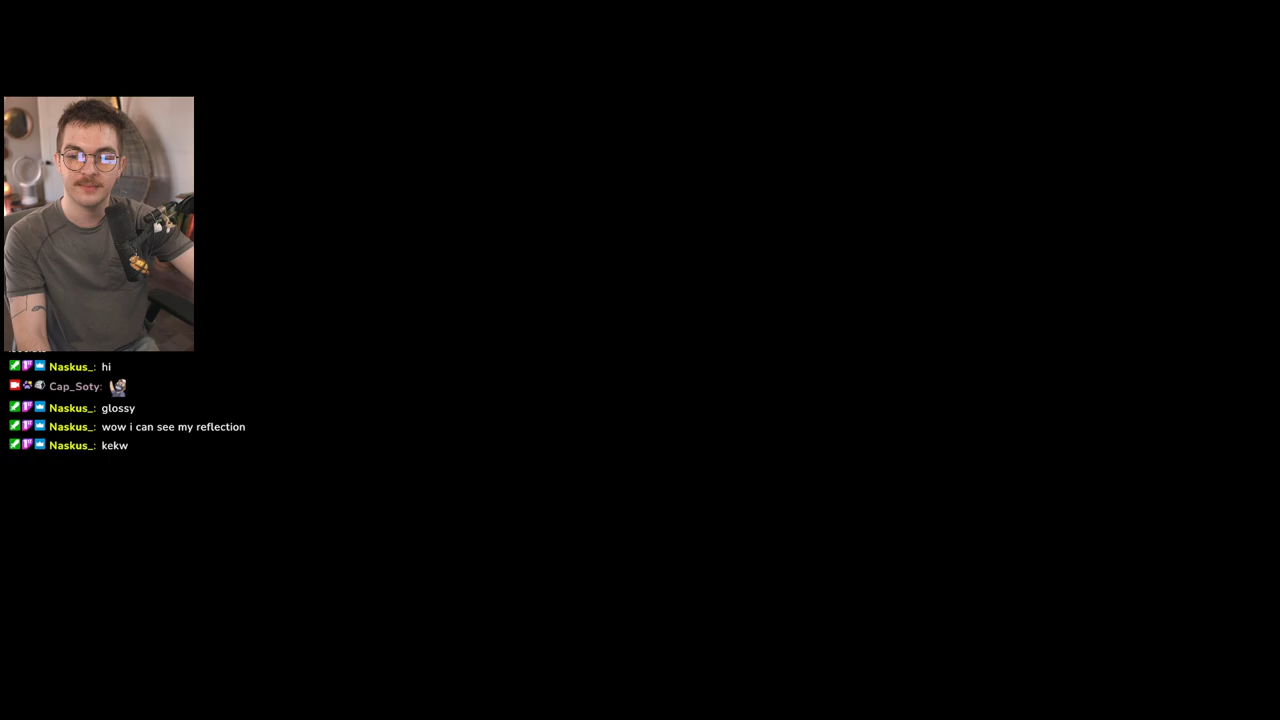 Naskus_: hi
Cap_Soty:
Naskus_: glossy
Naskus_: wow i can see my reflection
Naskus_: kekw